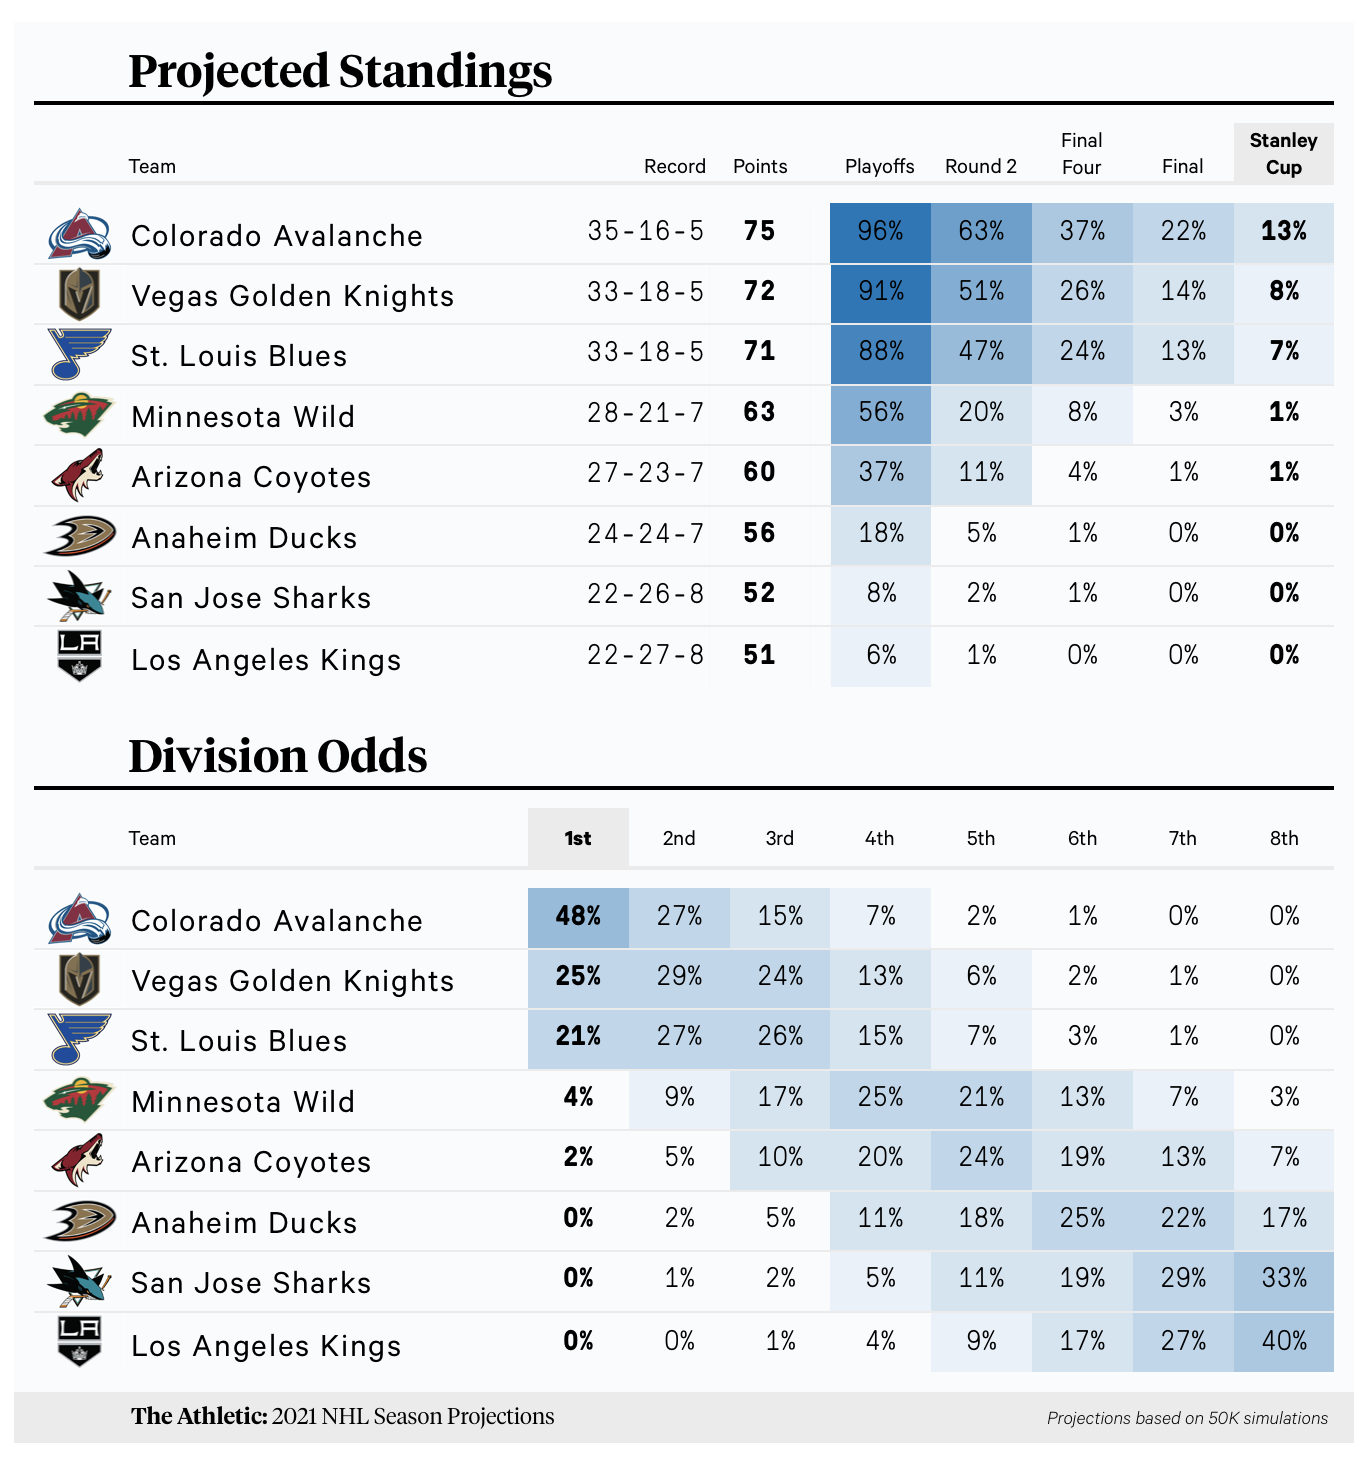 Projected Standings
Team Record Points Playoffs Round 2 Final Four Final Stanley Cup
Colorado Avalanche 35-16-5 75 96% 63% 37% 22% 13%
Vegas Golden Knights 33-18-5 72 91% 51% 26% 14% 8%
St. Louis Blues 33-18-5 71 88% 47% 24% 13% 7%
Minnesota Wild 28-21-7 63 56% 20% 8% 3% 1%
Arizona Coyotes 27-23-7 60 37% 11% 4% 1% 1%
Anaheim Ducks 24-24-7 56 18% 5% 1% 0% 0%
San Jose Sharks 22-26-8 52 8% 2% 1% 0% 0%
LA
Los Angeles Kings 22-27-8 51 6% 1% 0% 0% 0%
Division Odds
Team 1st 2nd 3rd 4th 5th 6th 7th 8th
Colorado Avalanche 48% 27% 15% 7% 2% 1% 0% 0%
Vegas Golden Knights 25% 29% 24% 13% 6% 2% 1% 0%
St. Louis Blues 21% 27% 26% 15% 7% 3% 1% 0%
Minnesota Wild 4% 9% 17% 25% 21% 13% 7% 3%
Arizona Coyotes 2% 5% 10% 20% 24% 19% 13% 7%
Anaheim Ducks 0% 2% 5% 11% 18% 25% 22% 17%
San Jose Sharks 0% 1% 2% 5% 11% 19% 29% 33%
LA
Los Angeles Kings 0% 0% 1% 4% 9% 17% 27% 40%
The Athletic: 2021 NHL Season Projections Projections based on 50K simulations